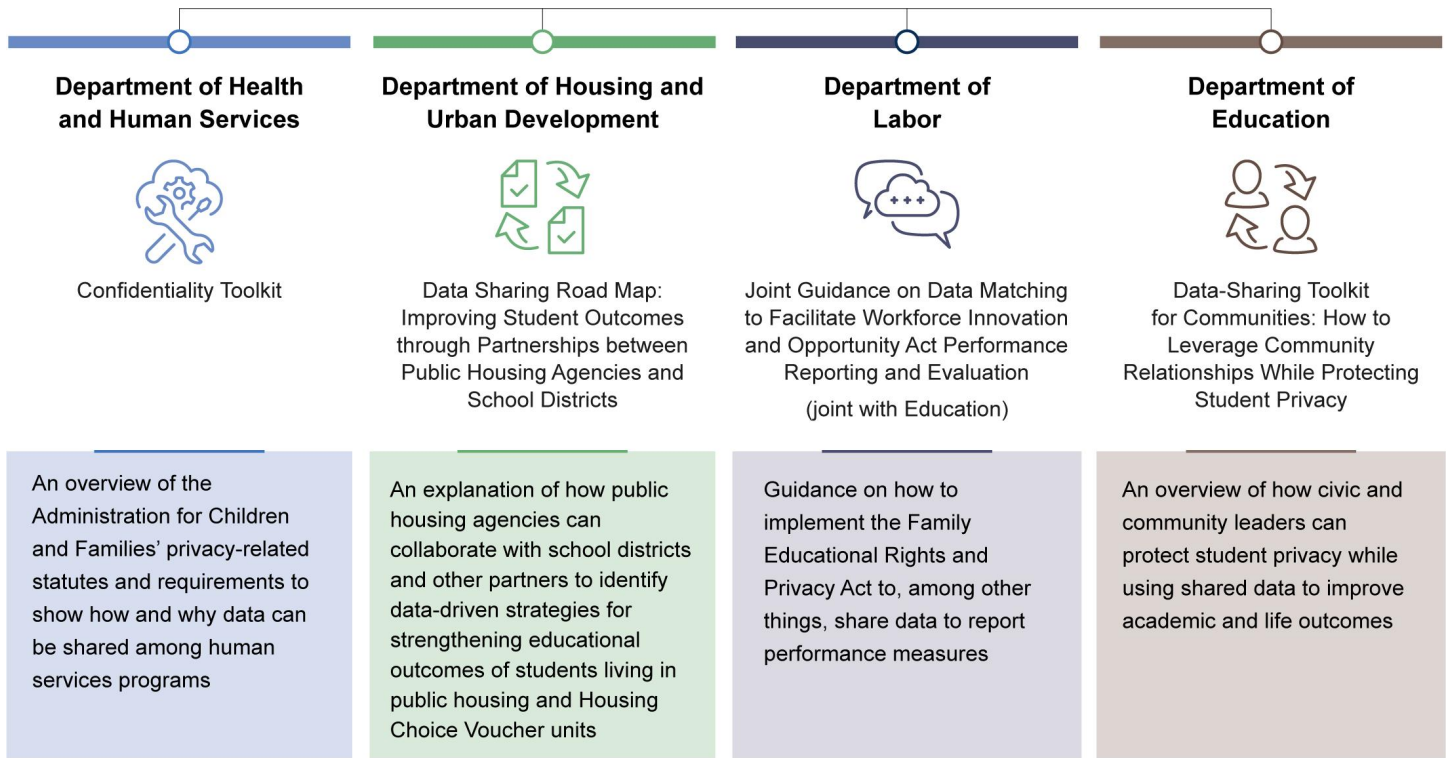 Department of Health
and Human Services
Confidentiality Toolkit
An overview of the
Administration for Children
and Families’ privacy-related
statutes and requirements to
show how and why data can
be shared among human
services programs
Department of Housing and
Urban Development
Data Sharing Road Map:
Improving Student Outcomes
through Partnerships between
Public Housing Agencies and
School Districts
An explanation of how public
housing agencies can
collaborate with school districts
and other partners to identify
data-driven strategies for
strengthening educational
outcomes of students living in
public housing and Housing
Choice Voucher units
Department of
Labor
Joint Guidance on Data Matching
to Facilitate Workforce Innovation
and Opportunity Act Performance
Reporting and Evaluation
(joint with Education)
Guidance on how to
implement the Family
Educational Rights and
Privacy Act to, among other
things, share data to report
performance measures
Department of
Education
Data-Sharing Toolkit
for Communities: How to
Leverage Community
Relationships While Protecting
Student Privacy
An overview of how civic and
community leaders can
protect student privacy while
using shared data to improve
academic and life outcomes